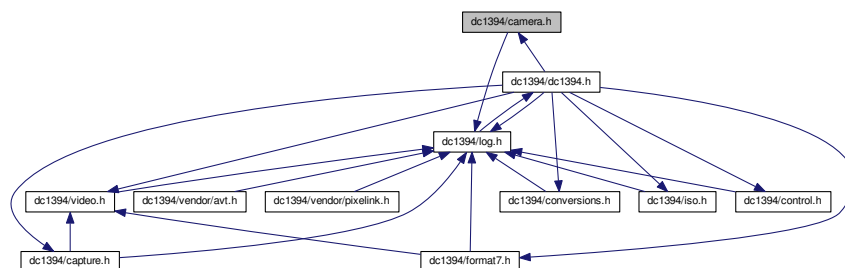 dc1394/camera.h
dc1394/dc1394.h
dc1394/log.h
dc1394/video.h
dc1394/vendor/avt.h
dc1394/vendor/pixelink.h
dc1394/conversions.h
dc1394/iso.h
dc1394/control.h
dc1394/capture.h
dc1394/format7.h